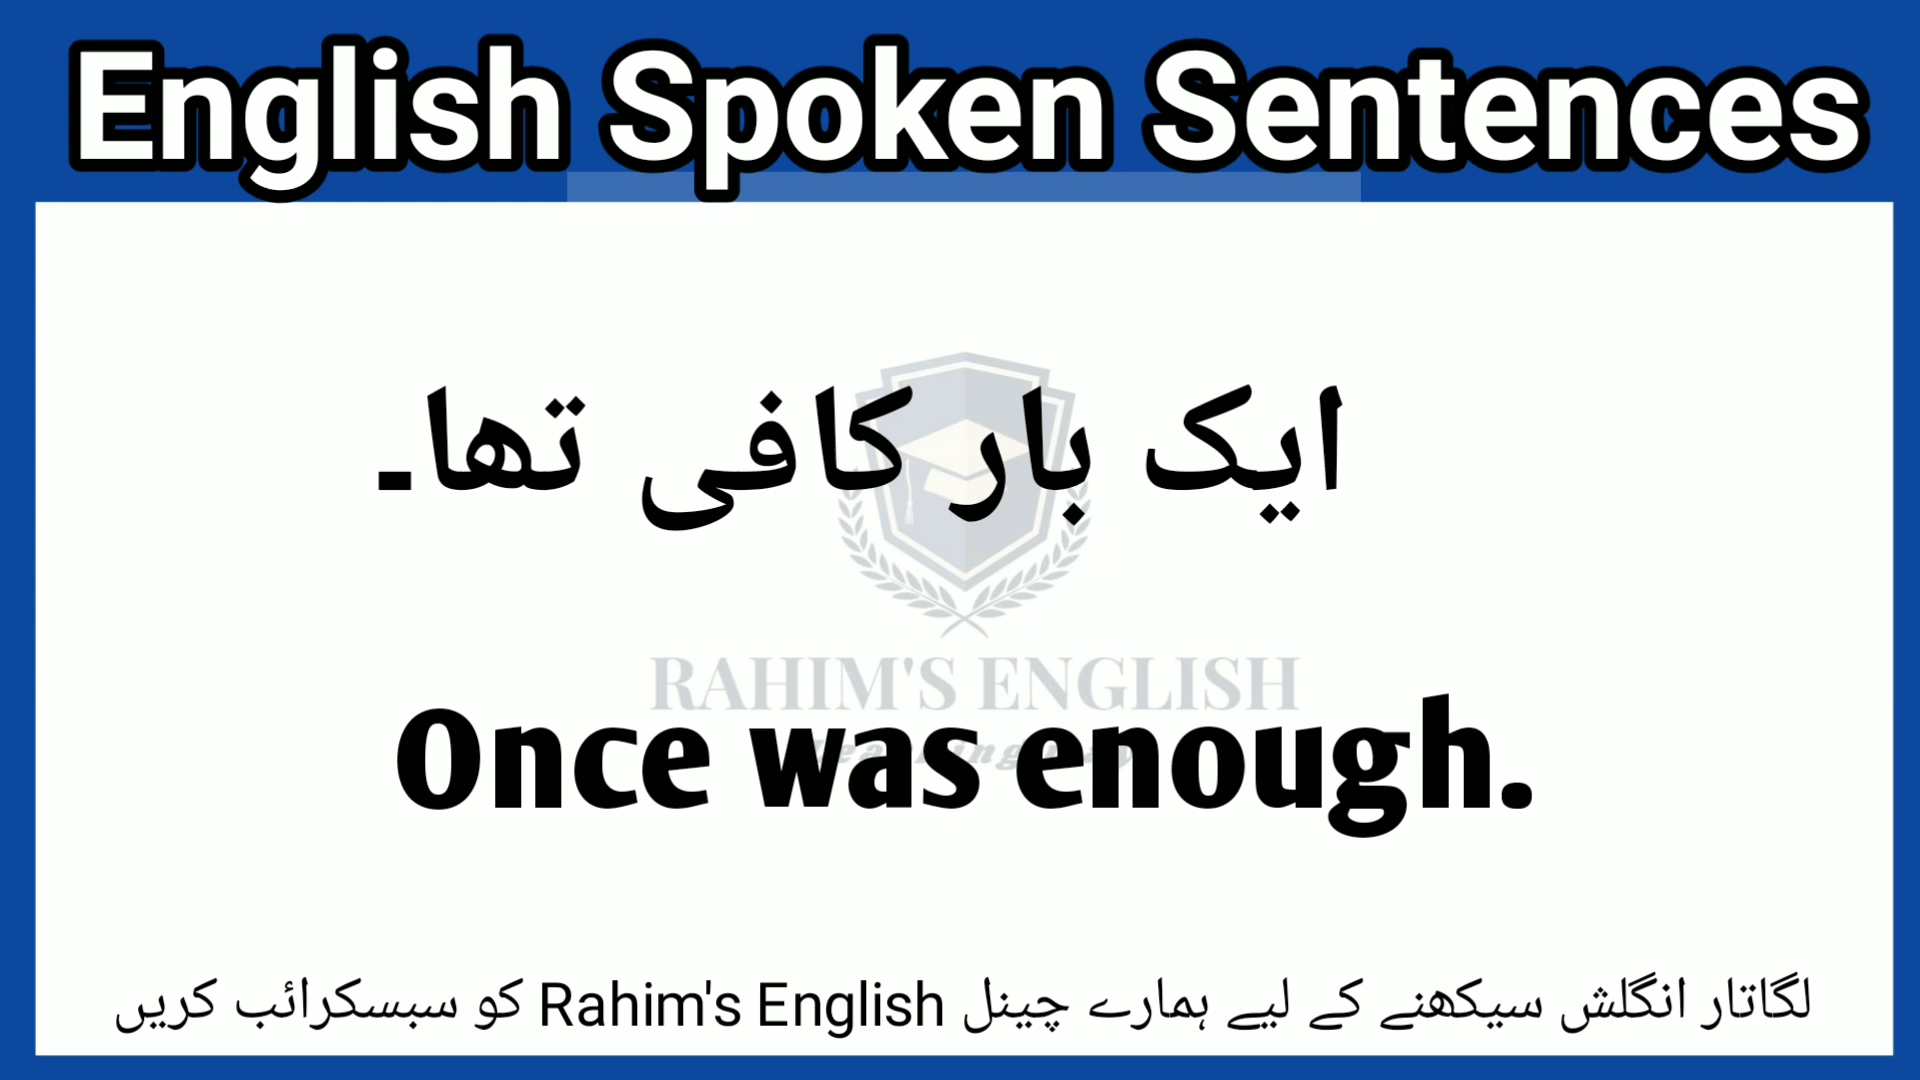 English Spoken Sentences
ایک بار کافی تھا۔
RAHIM'S ENGLISH
Once was enough.
لگاتار انگلش سیکھنے کے لیے ہمارے چینل Rahim's English کو سبسکرائب کریں